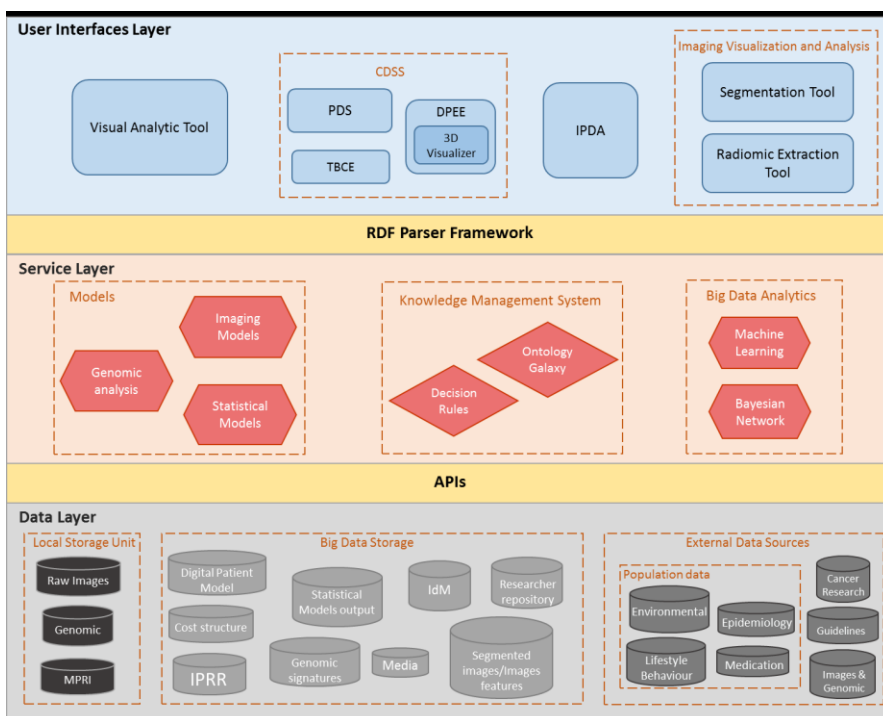 User Interfaces Layer
Imaging Visualization and Analysis
CDSS
Visual Analytic Tool
PDS
DPEE
3D
Visualizer
TBCE
IPDA
Segmentation Tool
Radiomic Extraction
Tool
RDF Parser Framework
Service Layer
Models
Imaging
Models
Genomic
analysis
Statistical
Models
Knowledge Management System
Ontology
Galaxy
Decision
Rules
Big Data Analytics
Machine
Learning
Bayesian
Network
APIs
Data Layer
Local Storage Unit
Raw Images
Genomic
MPRI
Big Data Storage
Digital Patient
Model
Statistical
Models output
IdM
Researcher
repository
Cost structure
IPRR
Genomic
signatures
Media
Segmented
images/Images
features
External Data Sources
Population data
Environmental
Epidemiology
Lifestyle
Behaviour
Medication
Cancer
Research
Guidelines
Images &
Genomic